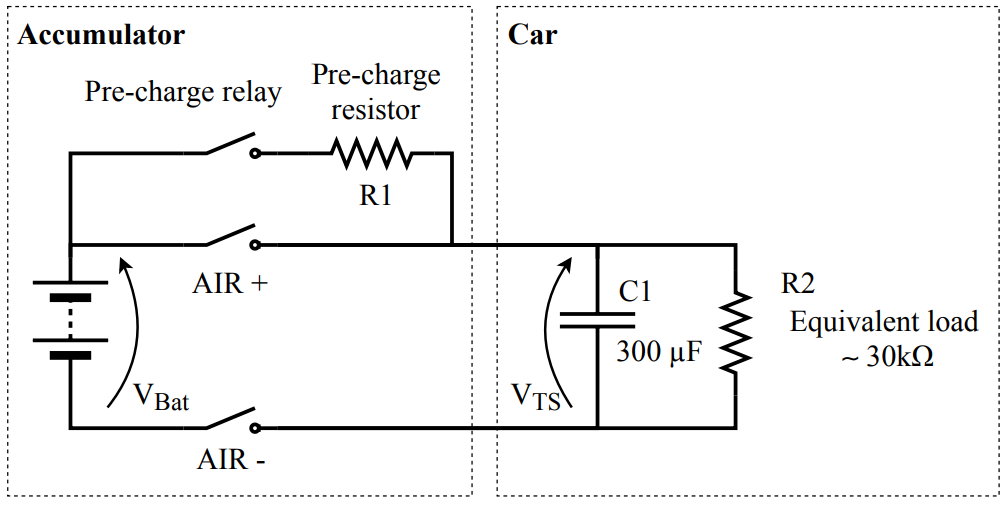 Accumulator
Car
Pre-charge relay
Pre-charge
resistor
R1
AIR +
VBat
AIR -
VTS
C1
300 µF
R2
Equivalent load
~ 30kΩ